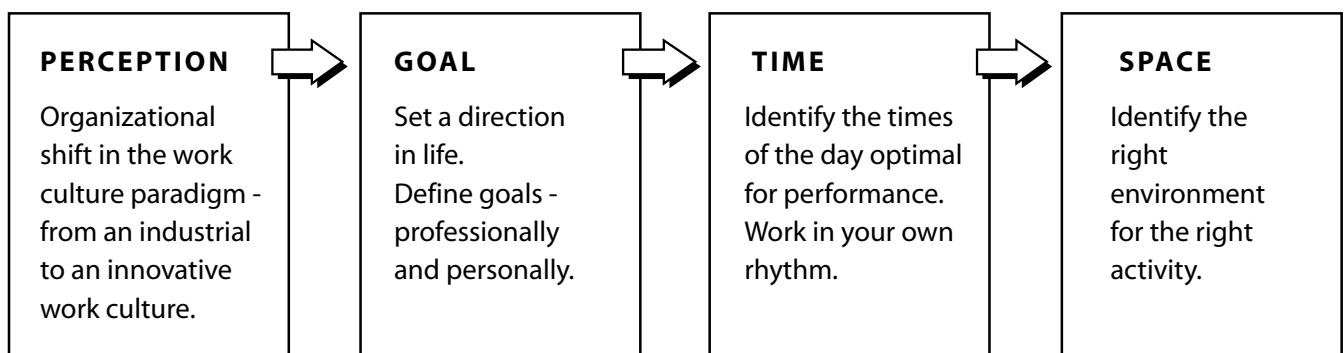 PERCEPTION
Organizational
shift in the work
culture paradigm -
from an industrial
to an innovative
work culture.
GOAL
Set a direction
in life.
Define goals -
professionally
and personally.
TIME
Identify the times
of the day optimal
for performance.
Work in your own
rhythm.
SPACE
Identify the
right
environment
for the right
activity.